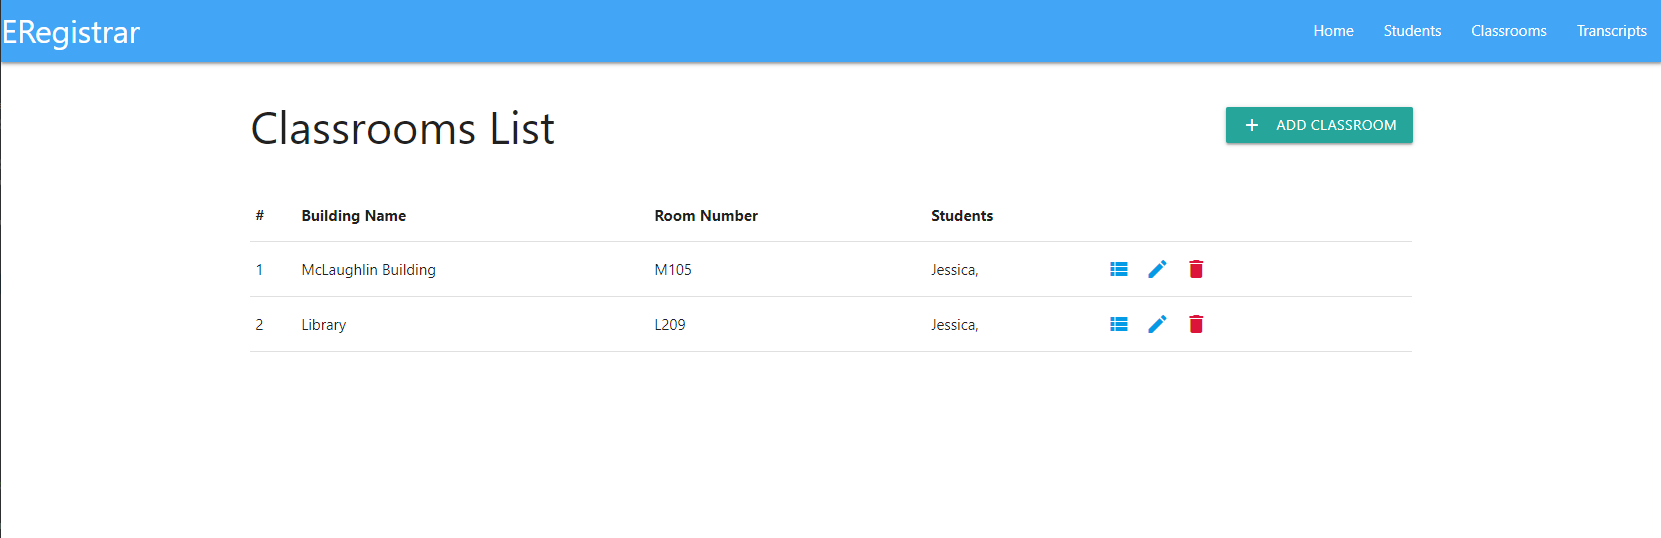 ERegistrar Home Students Classrooms Transcripts
Classrooms List + ADD CLASSROOM
# Building Name Room Number Students
1 McLaughlin Building M105 Jessica,
2 Library L209 Jessica,